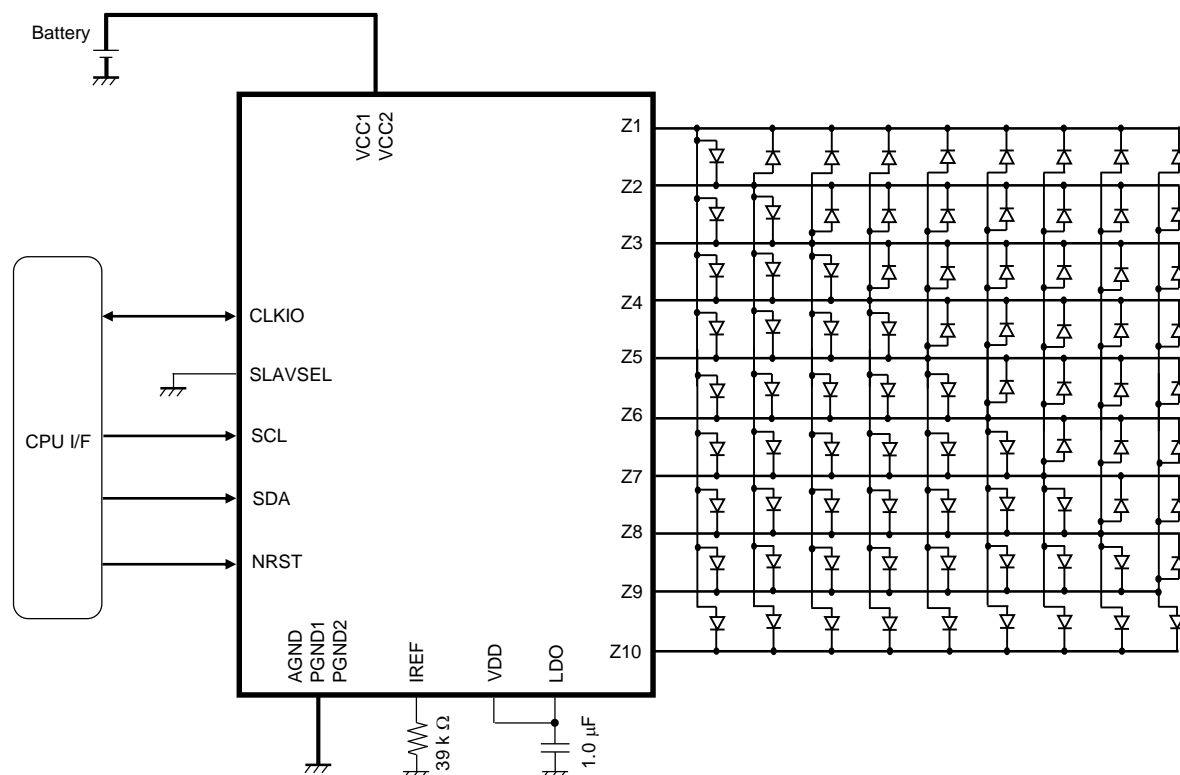 Battery
VCC1
VCC2
Z1
Z2
Z3
Z4
Z5
Z6
Z7
Z8
Z9
Z10
CPU I/F
CLKIO
SLAVSEL
SCL
SDA
NRST
AGND
PGND1
PGND2
IREF
VDD
LDO
39 k Ω
1.0 μF